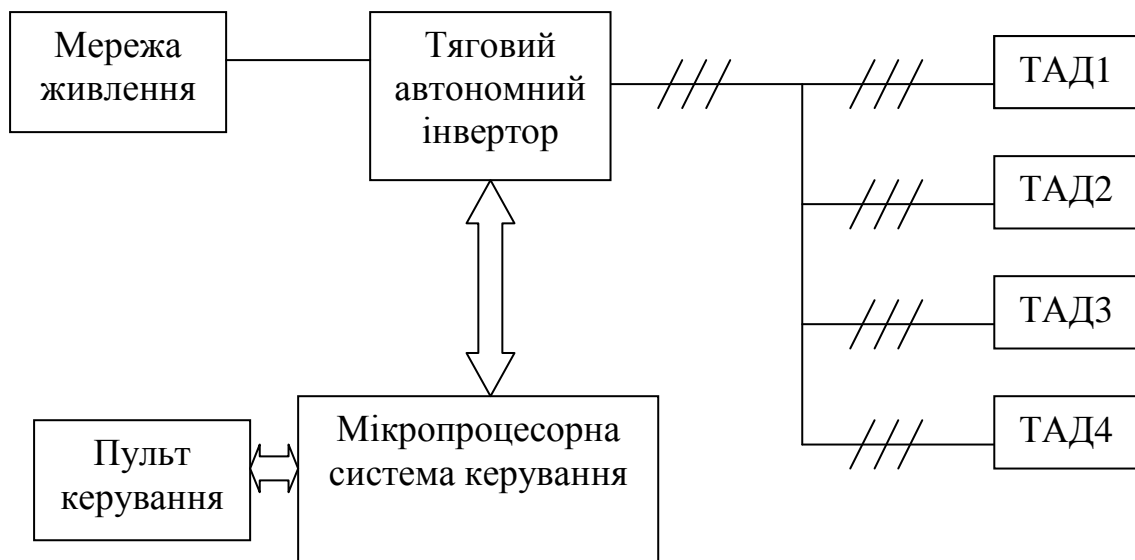 Мережа
живлення
Тяговий
автономний
інвертор
ТАД1
ТАД2
ТАД3
ТАД4
Пульт
керування
Мікропроцесорна
система керування